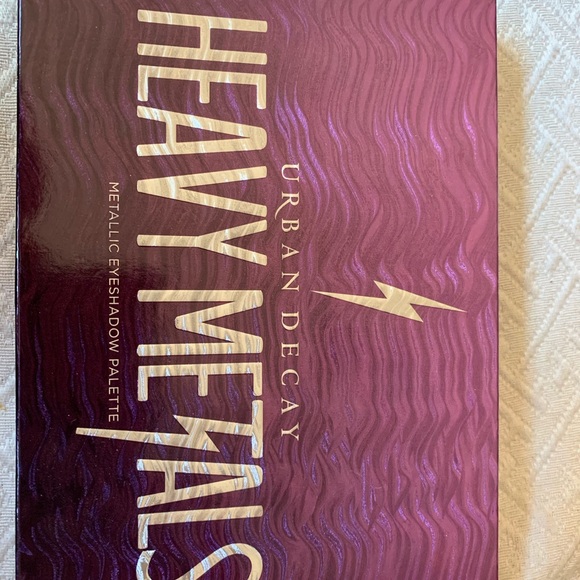 URBAN DECAY
HEAVY METALS
METALLIC EYESHADOW PALETTE